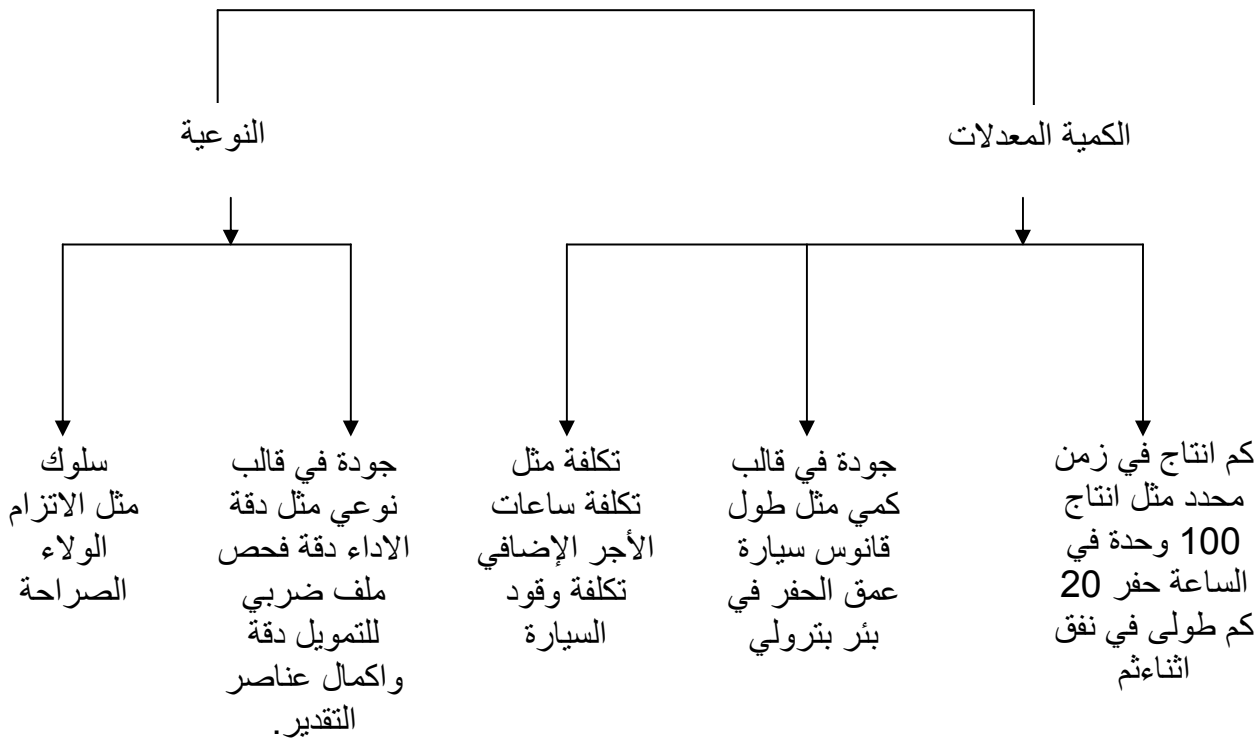 الكمية المعدلات
النوعية
كم انتاج في زمن
محدد مثل انتاج
100 وحدة في
الساعة حفر 20
كم طولى في نفق
اثناءثم
جودة في قالب
كمي مثل طول
قانوس سيارة
عمق الحفر في
بئر بترولي
تكلفة مثل
تكلفة ساعات
الأجر الإضافي
تكلفة وقود
السيارة
جودة في قالب
نوعي مثل دقة
الاداء دقة فحص
ملف ضربي
للتمويل دقة
واكمال عناصر
التقدير.
سلوك
مثل الاتزام
الولاء
الصراحة